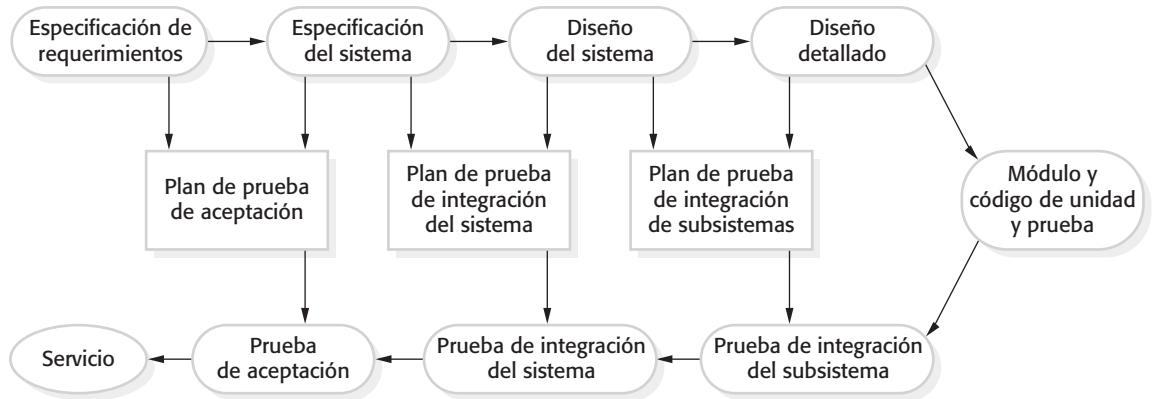 Especificación de
requerimientos
Especificación
del sistema
Diseño
del sistema
Diseño
detallado
Plan de prueba
de aceptación
Plan de prueba
de integración
del sistema
Plan de prueba
de integración
de subsistemas
Módulo y
código de unidad
y prueba
Servicio
Prueba
de aceptación
Prueba de integración
del sistema
Prueba de integración
del subsistema